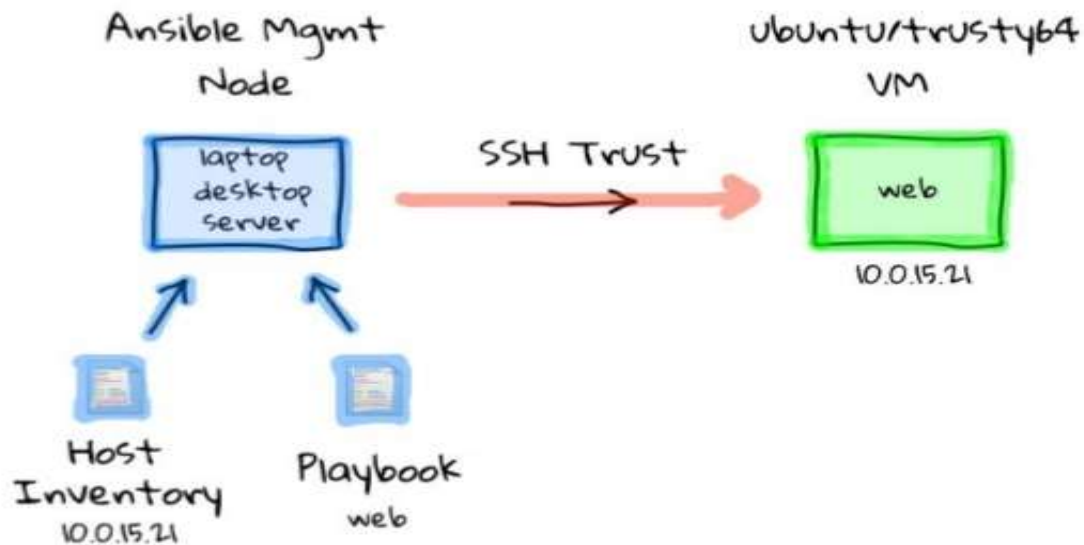 Ansible Mgmt
Node
laptop
desktop
server
SSH Trust
ubuntu/trusty64
VM
web
10.0.15.21
Host
Inventory
10.0.15.21
Playbook
web